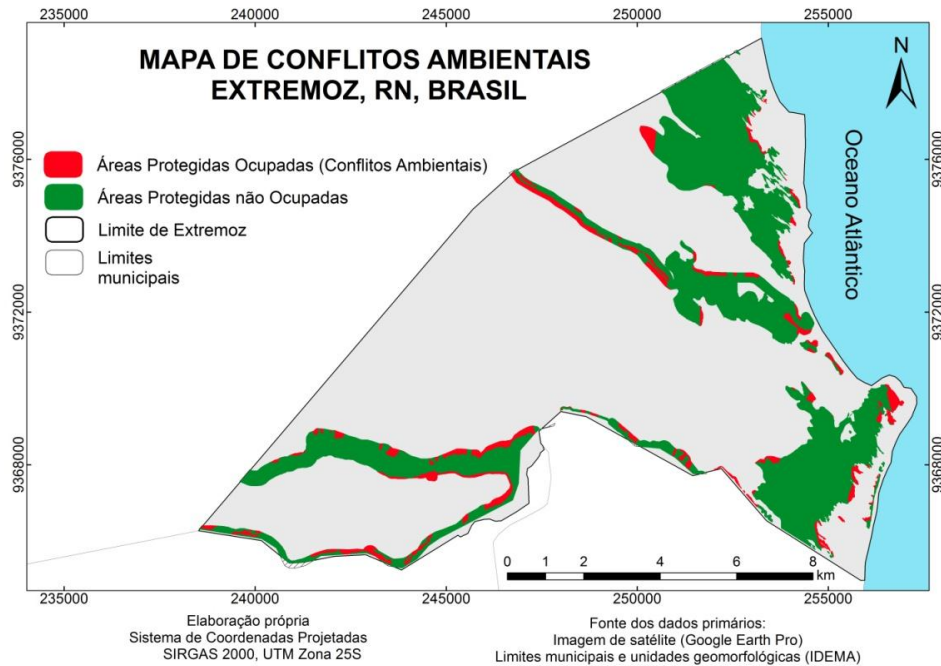 235000 240000 245000 250000 255000
MAPA DE CONFLITOS AMBIENTAIS
EXTREMOZ, RN, BRASIL
N
Áreas Protegidas Ocupadas (Conflitos Ambientais)
Áreas Protegidas não Ocupadas
Limite de Extremoz
Limites
municipais
Oceano Atlântico
9376000 9376000
9372000 9372000
9368000 9368000
0 1 2 4 6 8
km
235000 240000 245000 250000 255000
Elaboração própria
Sistema de Coordenadas Projetadas
SIRGAS 2000, UTM Zona 25S
Fonte dos dados primários:
Imagem de satélite (Google Earth Pro)
Limites municipais e unidades geomorfológicas (IDEMA)